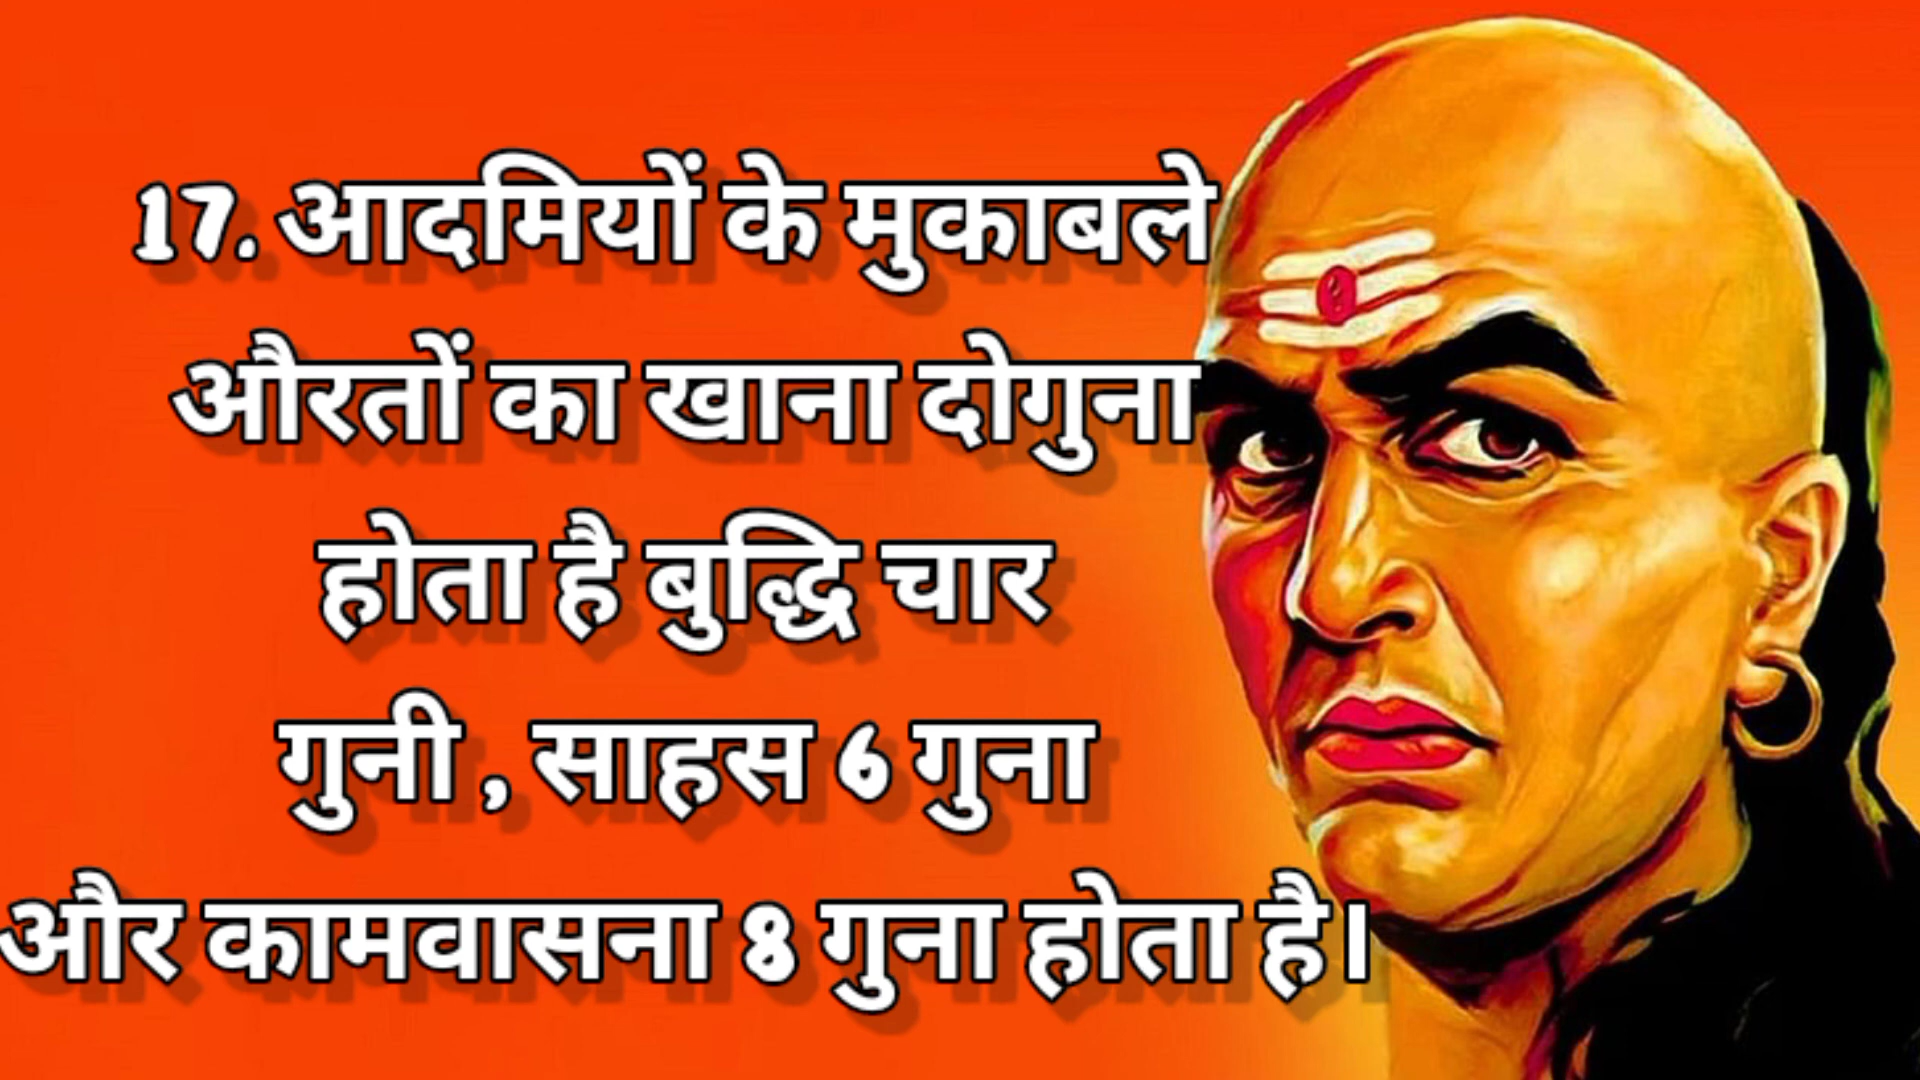 17. आदमियों के मुकाबले
औरतों का खाना दोगुना
होता है बुद्धि चार
गुनी , साहस 6 गुना
और कामवासना 8 गुना होता है।